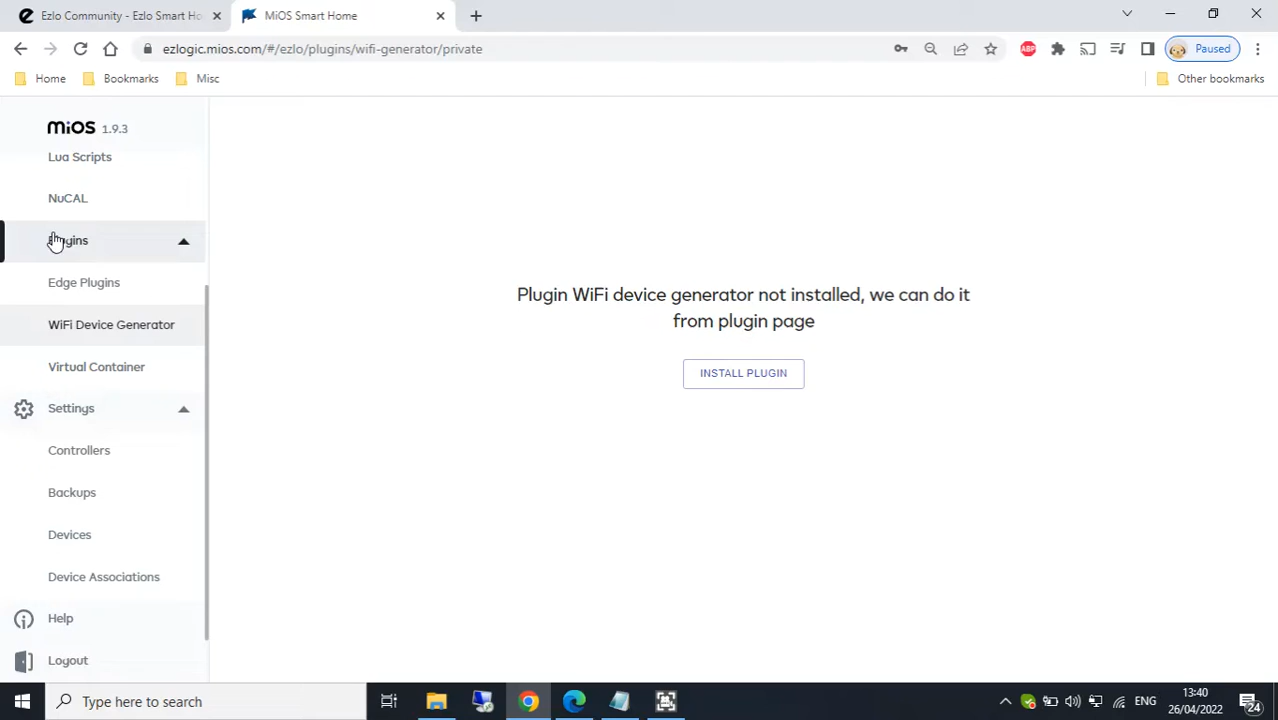 Ezlo Community - Ezlo Smart Ho
MiOS Smart Home
ezlogic.mios.com/#/ezlo/plugins/wifi-generator/private
ABP
Paused
Home
Bookmarks
Misc
Other bookmarks
mios 1.9.3
Lua Scripts
NuCAL
Plugins
Edge Plugins
WiFi Device Generator
Virtual Container
Settings
Controllers
Backups
Devices
Device Associations
Help
Logout
Plugin WiFi device generator not installed, we can do it
from plugin page
INSTALL PLUGIN
Type here to search
ENG
13:40
26/04/2022
24